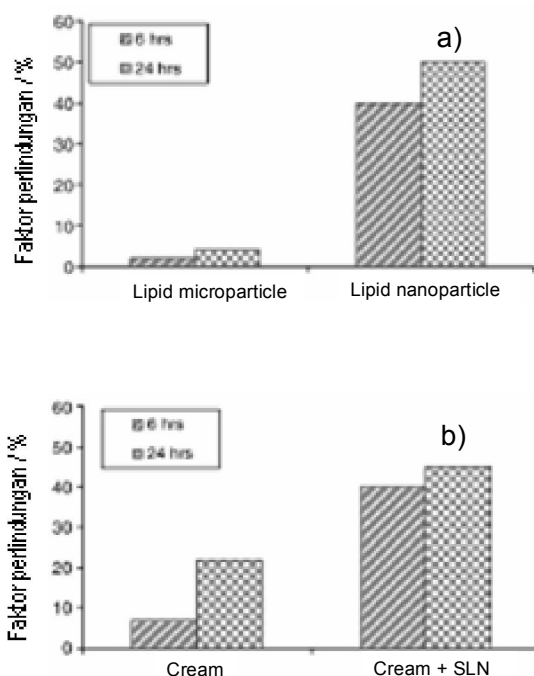 a)
6 hrs
24 hrs
Faktor perlindungan / %
60
50
40
30
20
10
0
Lipid microparticle
Lipid nanoparticle
b)
6 hrs
24 hrs
Faktor perlindungan / %
60
50
40
30
20
10
0
Cream
Cream + SLN